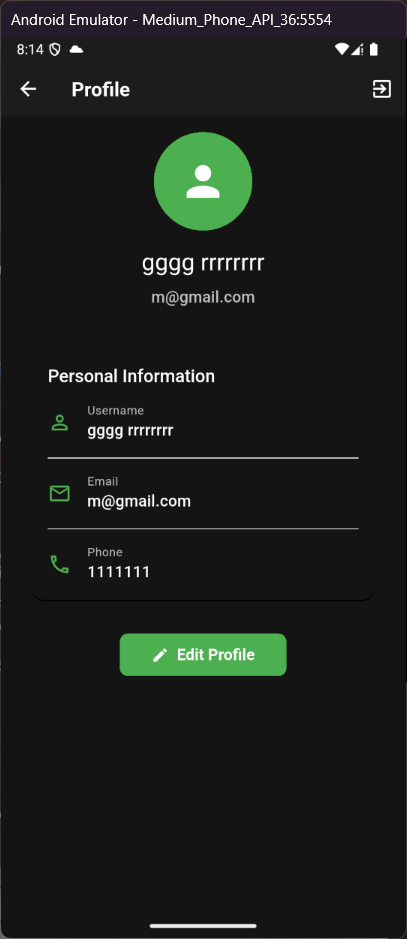 Android Emulator - Medium_Phone_API_36:5554
8:14
Profile
gggg rrrrrrrr
m@gmail.com
Personal Information
Username
gggg rrrrrrrr
Email
m@gmail.com
Phone
1111111
Edit Profile